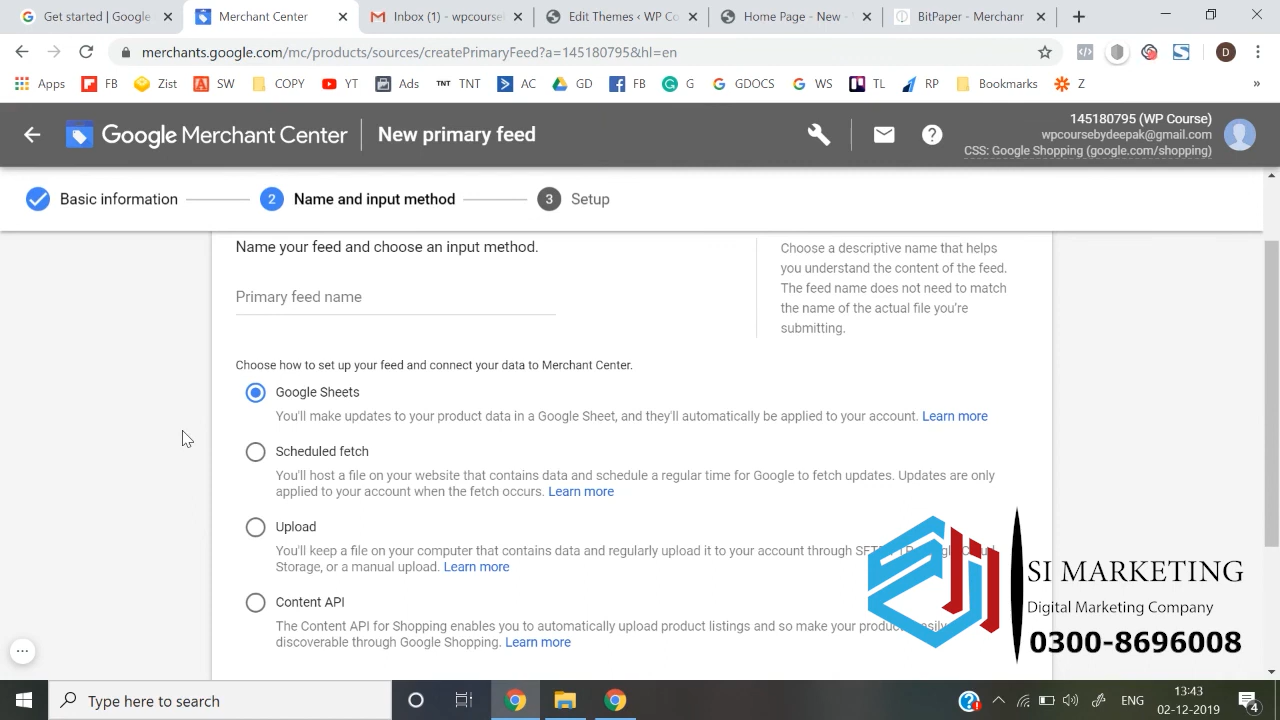 Get started | Google
Merchant Center
Inbox (1) - wpcourse
Edit Themes ‹ WP Co
Home Page - New -
BitPaper - Merchan
merchants.google.com/mc/products/sources/createPrimaryFeed?a=145180795&hl=en
D
Apps
FB
Zist
SW
COPY
YT
Ads
TNT TNT
AC
GD
FB
G
GDOCS
WS
TL
RP
Bookmarks
Z
Google Merchant Center
New primary feed
145180795 (WP Course)
wpcoursebydeepak@gmail.com
CSS: Google Shopping (google.com/shopping)
Basic information
2 Name and input method
3 Setup
Name your feed and choose an input method.
Primary feed name
Choose a descriptive name that helps
you understand the content of the feed.
The feed name does not need to match
the name of the actual file you're
submitting.
Choose how to set up your feed and connect your data to Merchant Center.
Google Sheets
You'll make updates to your product data in a Google Sheet, and they'll automatically be applied to your account. Learn more
Scheduled fetch
You'll host a file on your website that contains data and schedule a regular time for Google to fetch updates. Updates are only
applied to your account when the fetch occurs. Learn more
Upload
You'll keep a file on your computer that contains data and regularly upload it to your account through
Storage, or a manual upload. Learn more
Content API
The Content API for Shopping enables you to automatically upload product listings and so make your
discoverable through Google Shopping. Learn more
SI MARKETING
Digital Marketing Company
0300-8696008
Type here to search
ENG
13:43
02-12-2019
4